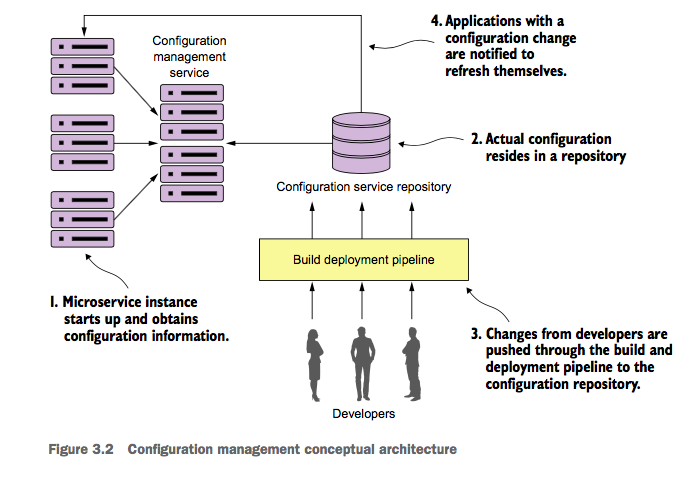 4. Applications with a
configuration change
are notified to
refresh themselves.
Configuration
management
service
2. Actual configuration
resides in a repository
Configuration service repository
Build deployment pipeline
1. Microservice instance
starts up and obtains
configuration information.
3. Changes from developers are
pushed through the build and
deployment pipeline to the
configuration repository.
Developers
Figure 3.2 Configuration management conceptual architecture